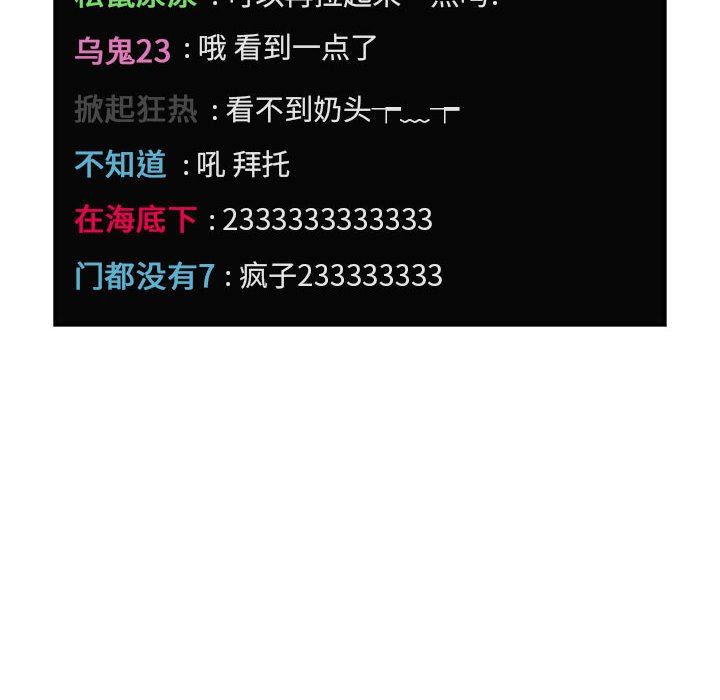 乌鬼23 : 哦 看到一点了
掀起狂热 : 看不到奶头┭﹏┭
不知道 : 吼 拜托
在海底下 : 2333333333333
门都没有7 : 疯子233333333